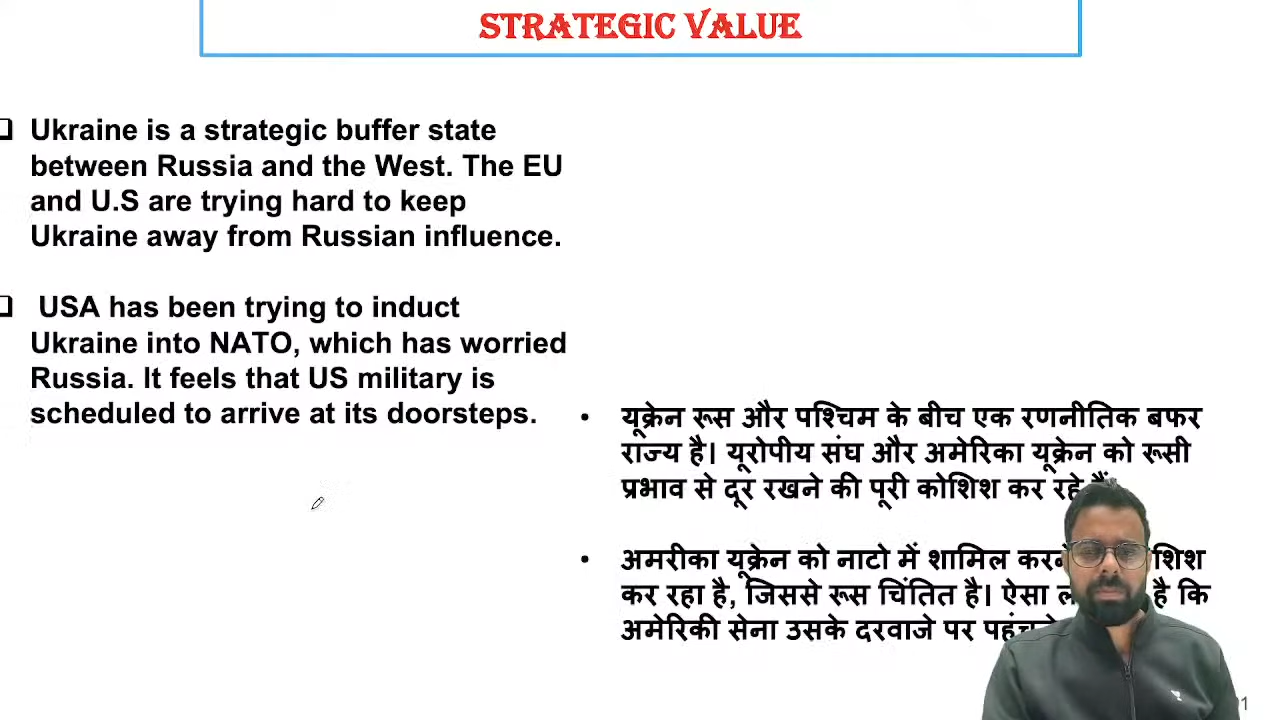 STRATEGIC VALUE
Ukraine is a strategic buffer state
between Russia and the West. The EU
and U.S are trying hard to keep
Ukraine away from Russian influence.
USA has been trying to induct
Ukraine into NATO, which has worried
Russia. It feels that US military is
scheduled to arrive at its doorsteps.
• यूक्रेन रूस और पश्चिम के बीच एक रणनीतिक बफर
राज्य है। यूरोपीय संघ और अमेरिका यूक्रेन को रूसी
प्रभाव से दूर रखने की पूरी कोशिश कर रहे
• अमरीका यूक्रेन को नाटो में शामिल
कर रहा है, जिससे रूस चिंतित है। ऐसा है कि
अमेरिकी सेना उसके दरवाजे पर